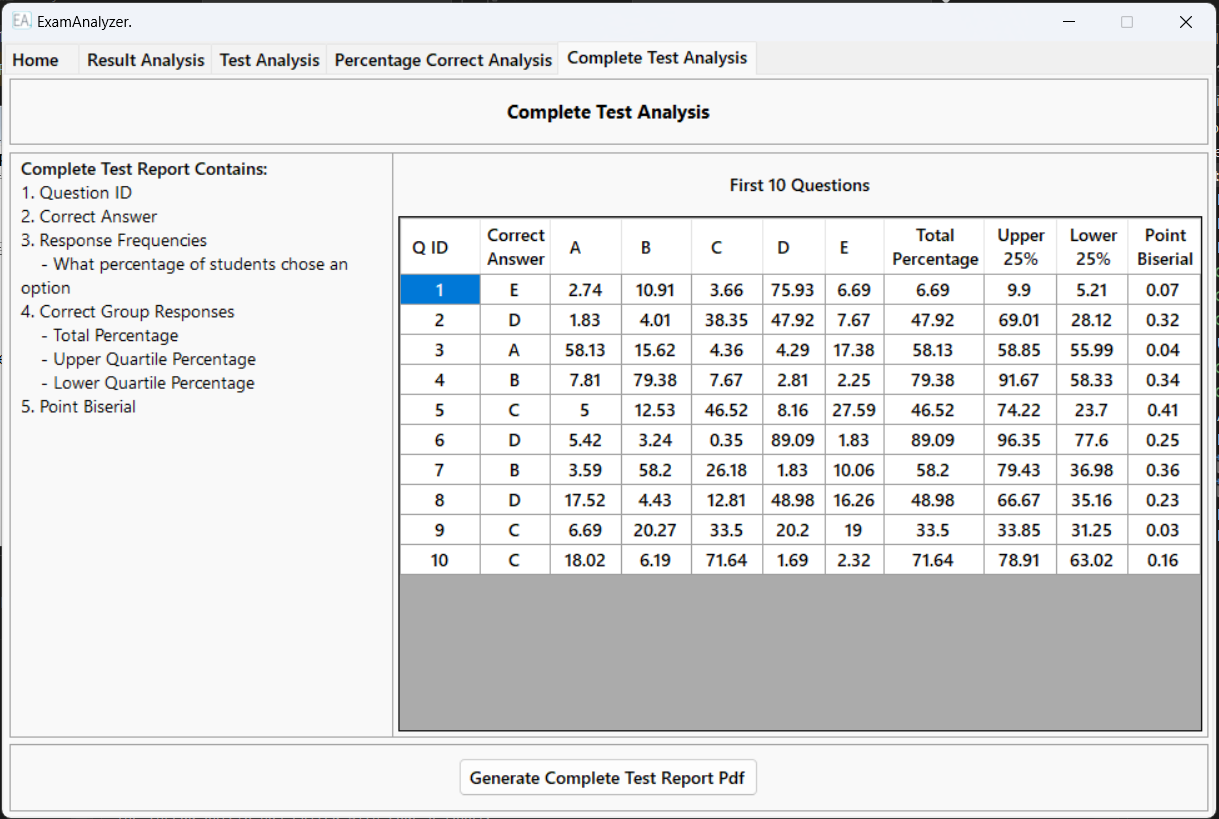 EA, ExamAnalyzer.
Home Result Analysis Test Analysis Percentage Correct Analysis Complete Test Analysis
Complete Test Analysis
Complete Test Report Contains:
1. Question ID
2. Correct Answer
3. Response Frequencies
- What percentage of students chose an
option
4. Correct Group Responses
- Total Percentage
- Upper Quartile Percentage
- Lower Quartile Percentage
5. Point Biserial
First 10 Questions
Q ID Correct Answer A B C D E Total Percentage Upper 25% Lower 25% Point Biserial
1 E 2.74 10.91 3.66 75.93 6.69 6.69 9.9 5.21 0.07
2 D 1.83 4.01 38.35 47.92 7.67 47.92 69.01 28.12 0.32
3 A 58.13 15.62 4.36 4.29 17.38 58.13 58.85 55.99 0.04
4 B 7.81 79.38 7.67 2.81 2.25 79.38 91.67 58.33 0.34
5 C 5 12.53 46.52 8.16 27.59 46.52 74.22 23.7 0.41
6 D 5.42 3.24 0.35 89.09 1.83 89.09 96.35 77.6 0.25
7 B 3.59 58.2 26.18 1.83 10.06 58.2 79.43 36.98 0.36
8 D 17.52 4.43 12.81 48.98 16.26 48.98 66.67 35.16 0.23
9 C 6.69 20.27 33.5 20.2 19 33.5 33.85 31.25 0.03
10 C 18.02 6.19 71.64 1.69 2.32 71.64 78.91 63.02 0.16
Generate Complete Test Report Pdf